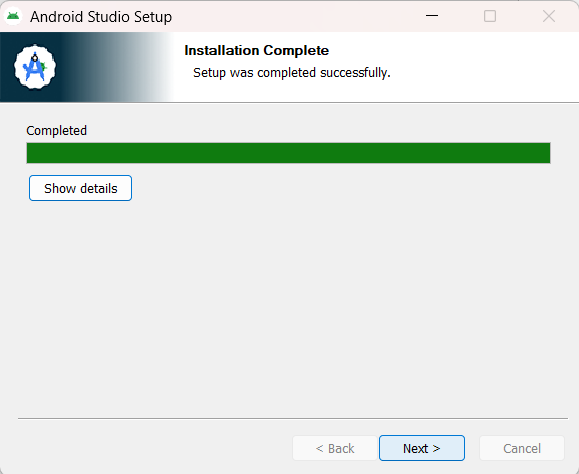 Android Studio Setup
Installation Complete
Setup was completed successfully.
Completed
Show details
< Back
Next >
Cancel